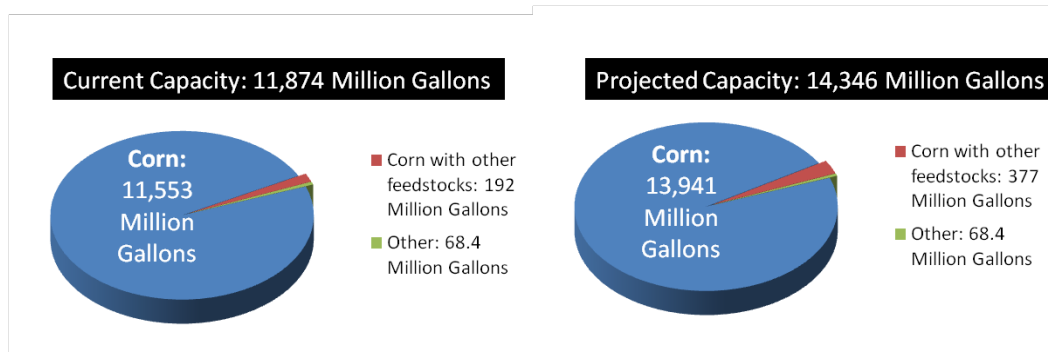 Current Capacity: 11,874 Million Gallons
Corn:
11,553
Million
Gallons
Corn with other
feedstocks: 192
Million Gallons
Other: 68.4
Million Gallons
Projected Capacity: 14,346 Million Gallons
Corn:
13,941
Million
Gallons
Corn with other
feedstocks: 377
Million Gallons
Other: 68.4
Million Gallons